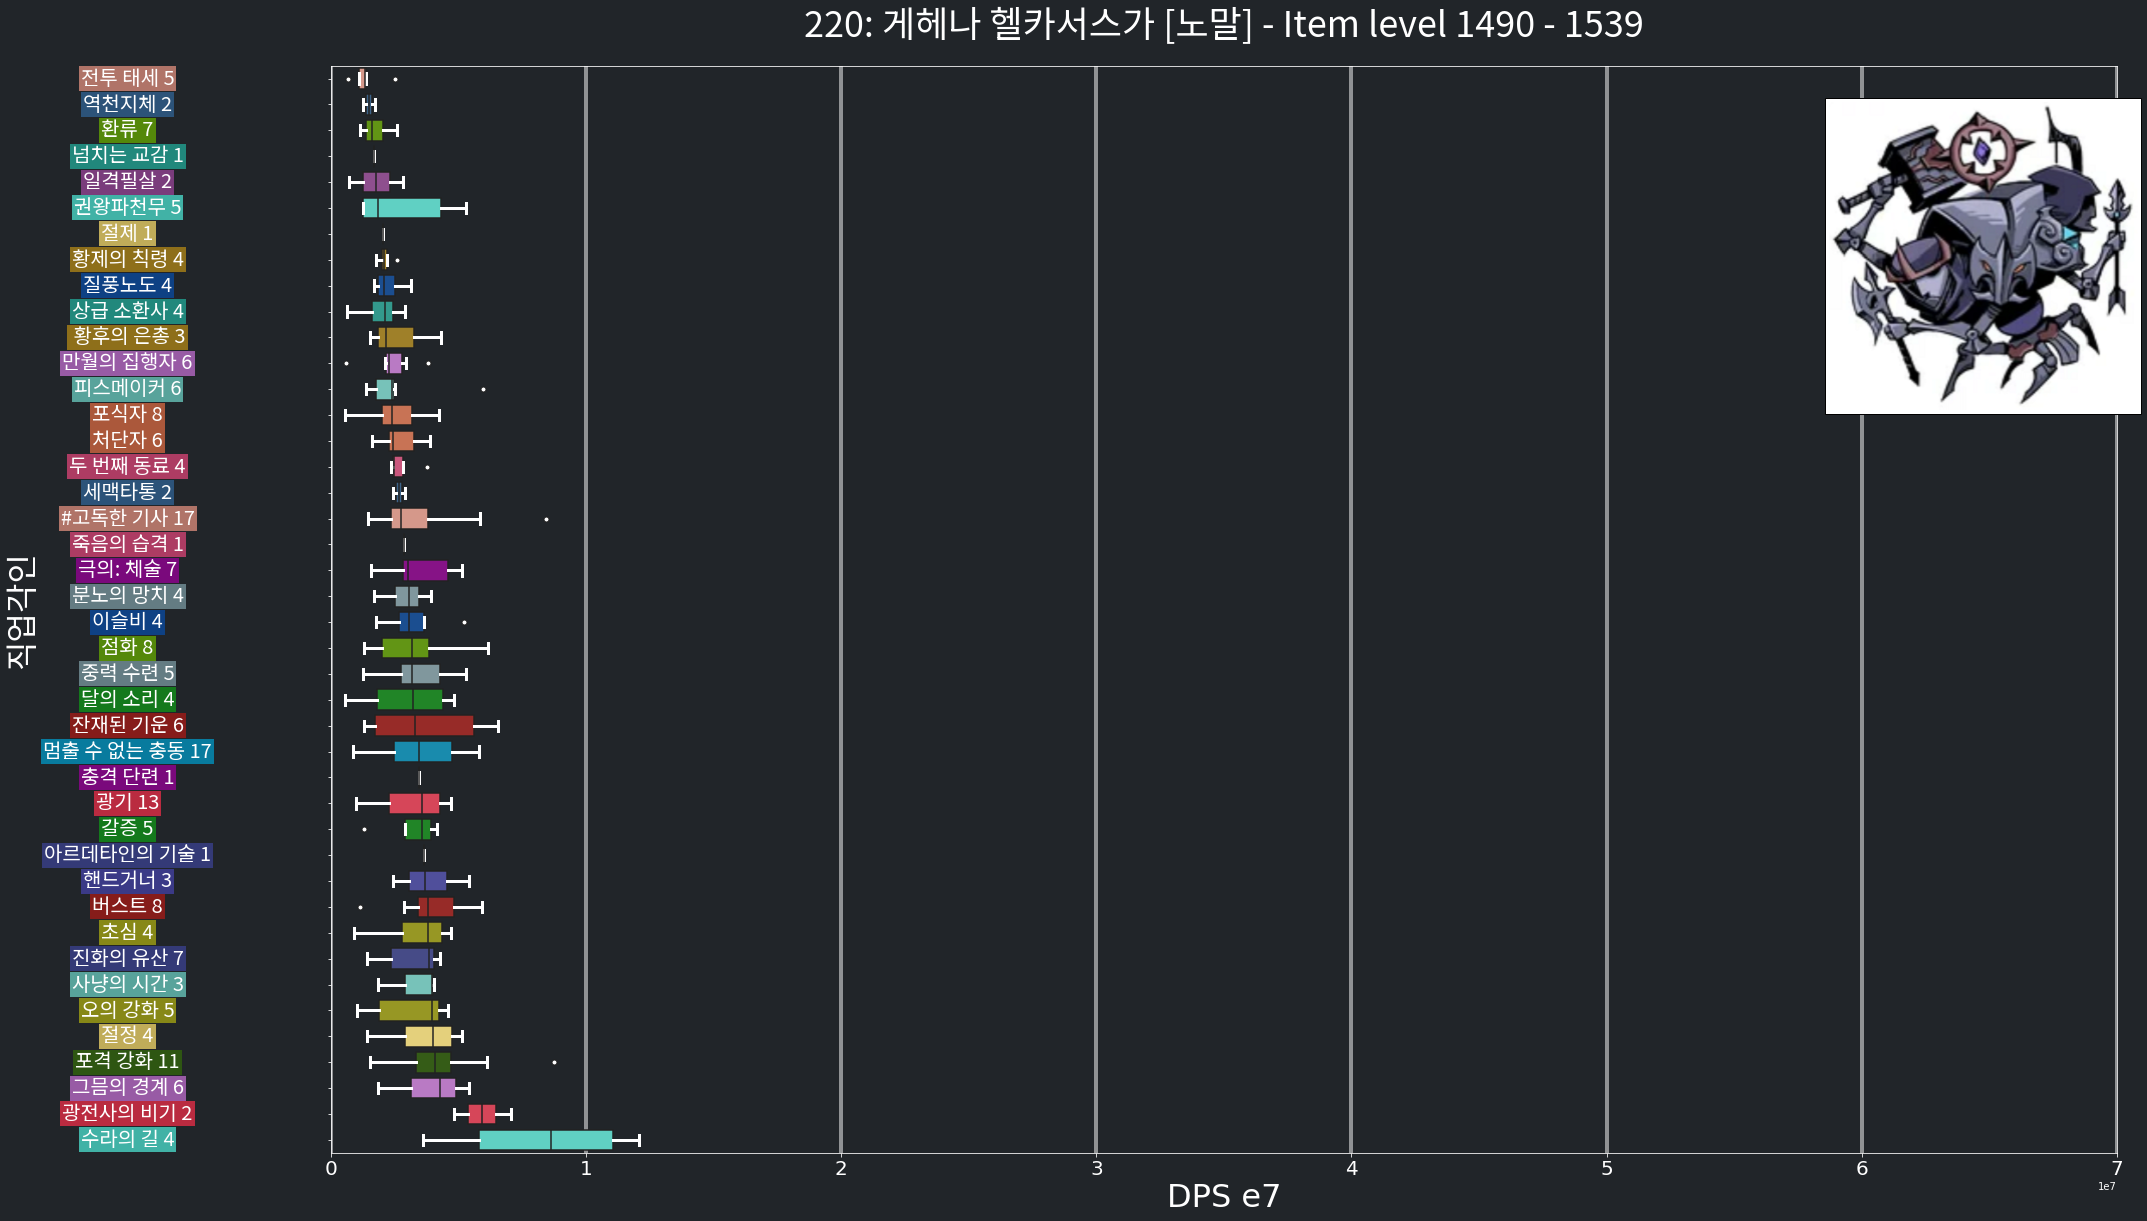 220: 게헤나 헬카서스가 [노말] - Item level 1490 - 1539
직업각인
전투 태세 5
역천지체 2
환류 7
넘치는 교감 1
일격필살 2
권왕파천무 5
절제 1
황제의 칙령 4
질풍노도 4
상급 소환사 4
황후의 은총 3
만월의 집행자 6
피스메이커 6
포식자 8
처단자 6
두 번째 동료 4
세맥타통 2
#고독한 기사 17
죽음의 습격 1
극의: 체술 7
분노의 망치 4
이슬비 4
점화 8
중력 수련 5
달의 소리 4
잔재된 기운 6
멈출 수 없는 충동 17
충격 단련 1
광기 13
갈증 5
아르데타인의 기술 1
핸드거너 3
버스트 8
초심 4
진화의 유산 7
사냥의 시간 3
오의 강화 5
절정 4
포격 강화 11
그믐의 경계 6
광전사의 비기 2
수라의 길 4
0 1 2 3 4 5 6 7
1e7
DPS e7